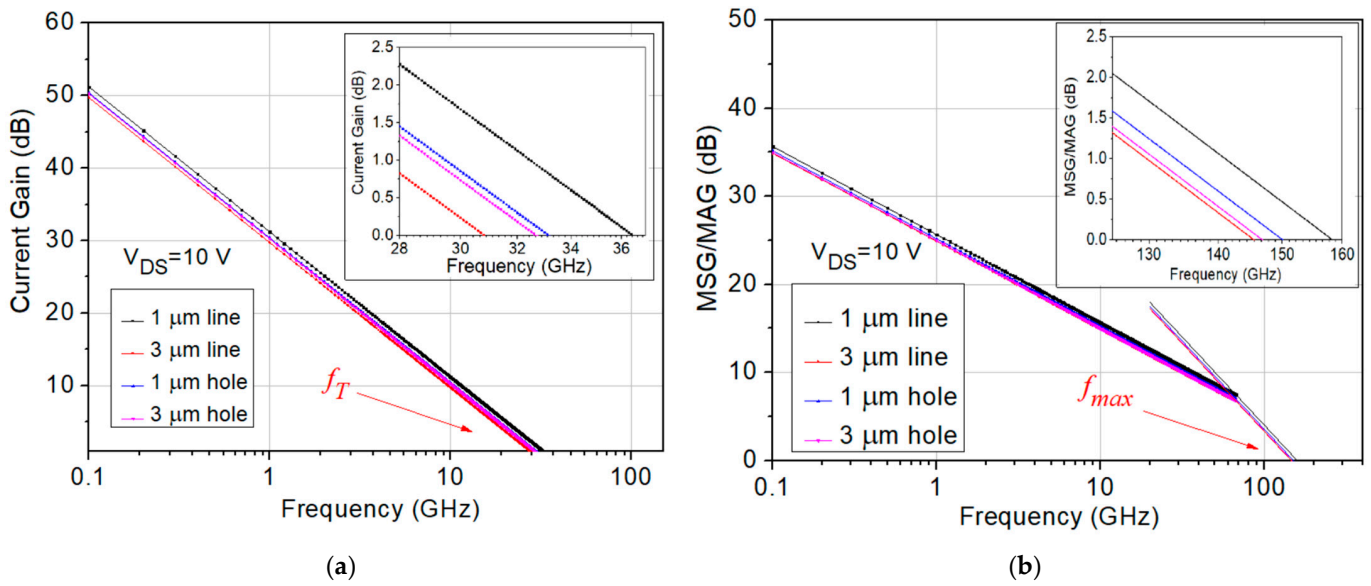 60
50
40
30
20
10
0.1
1
10
100
Current Gain (dB)
Frequency (GHz)
V_DS=10 V
1 μm line
3 μm line
1 μm hole
3 μm hole
f_T
2.5
2.0
1.5
1.0
0.5
0.0
28
30
32
34
36
Current Gain (dB)
Frequency (GHz)
(a)
50
40
30
20
10
0
0.1
1
10
100
MSG/MAG (dB)
Frequency (GHz)
V_DS=10 V
1 μm line
3 μm line
1 μm hole
3 μm hole
f_max
2.5
2.0
1.5
1.0
0.5
0.0
130
140
150
160
MSG/MAG (dB)
Frequency (GHz)
(b)